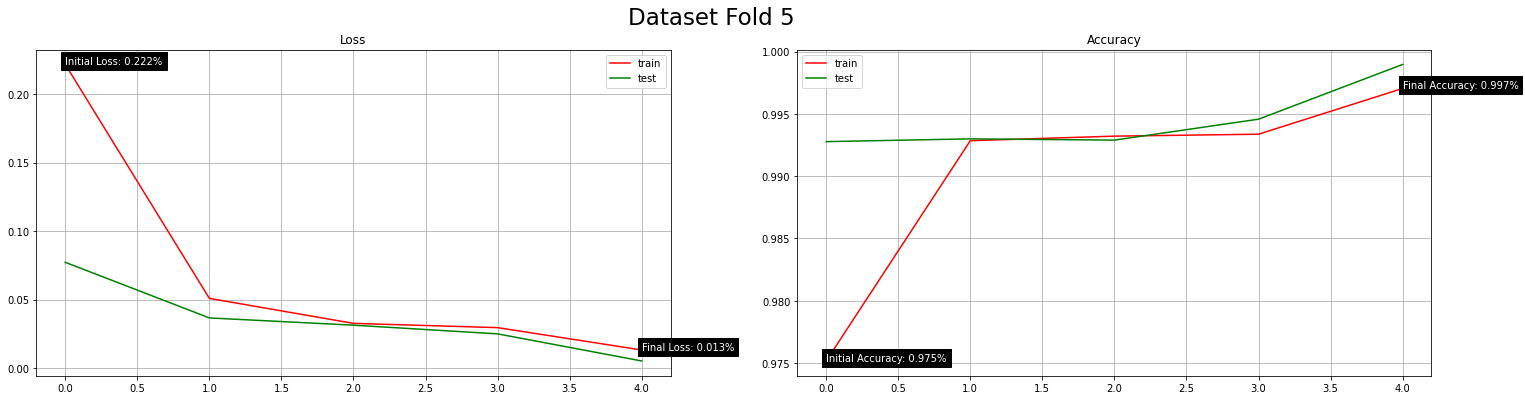 Dataset Fold 5
Loss
Initial Loss: 0.222%
train
test
0.20
0.15
0.10
0.05
0.00
Final Loss: 0.013%
0.0 0.5 1.0 1.5 2.0 2.5 3.0 3.5 4.0
Accuracy
train
test
1.000
Final Accuracy: 0.997%
0.995
0.990
0.985
0.980
0.975
Initial Accuracy: 0.975%
0.0 0.5 1.0 1.5 2.0 2.5 3.0 3.5 4.0